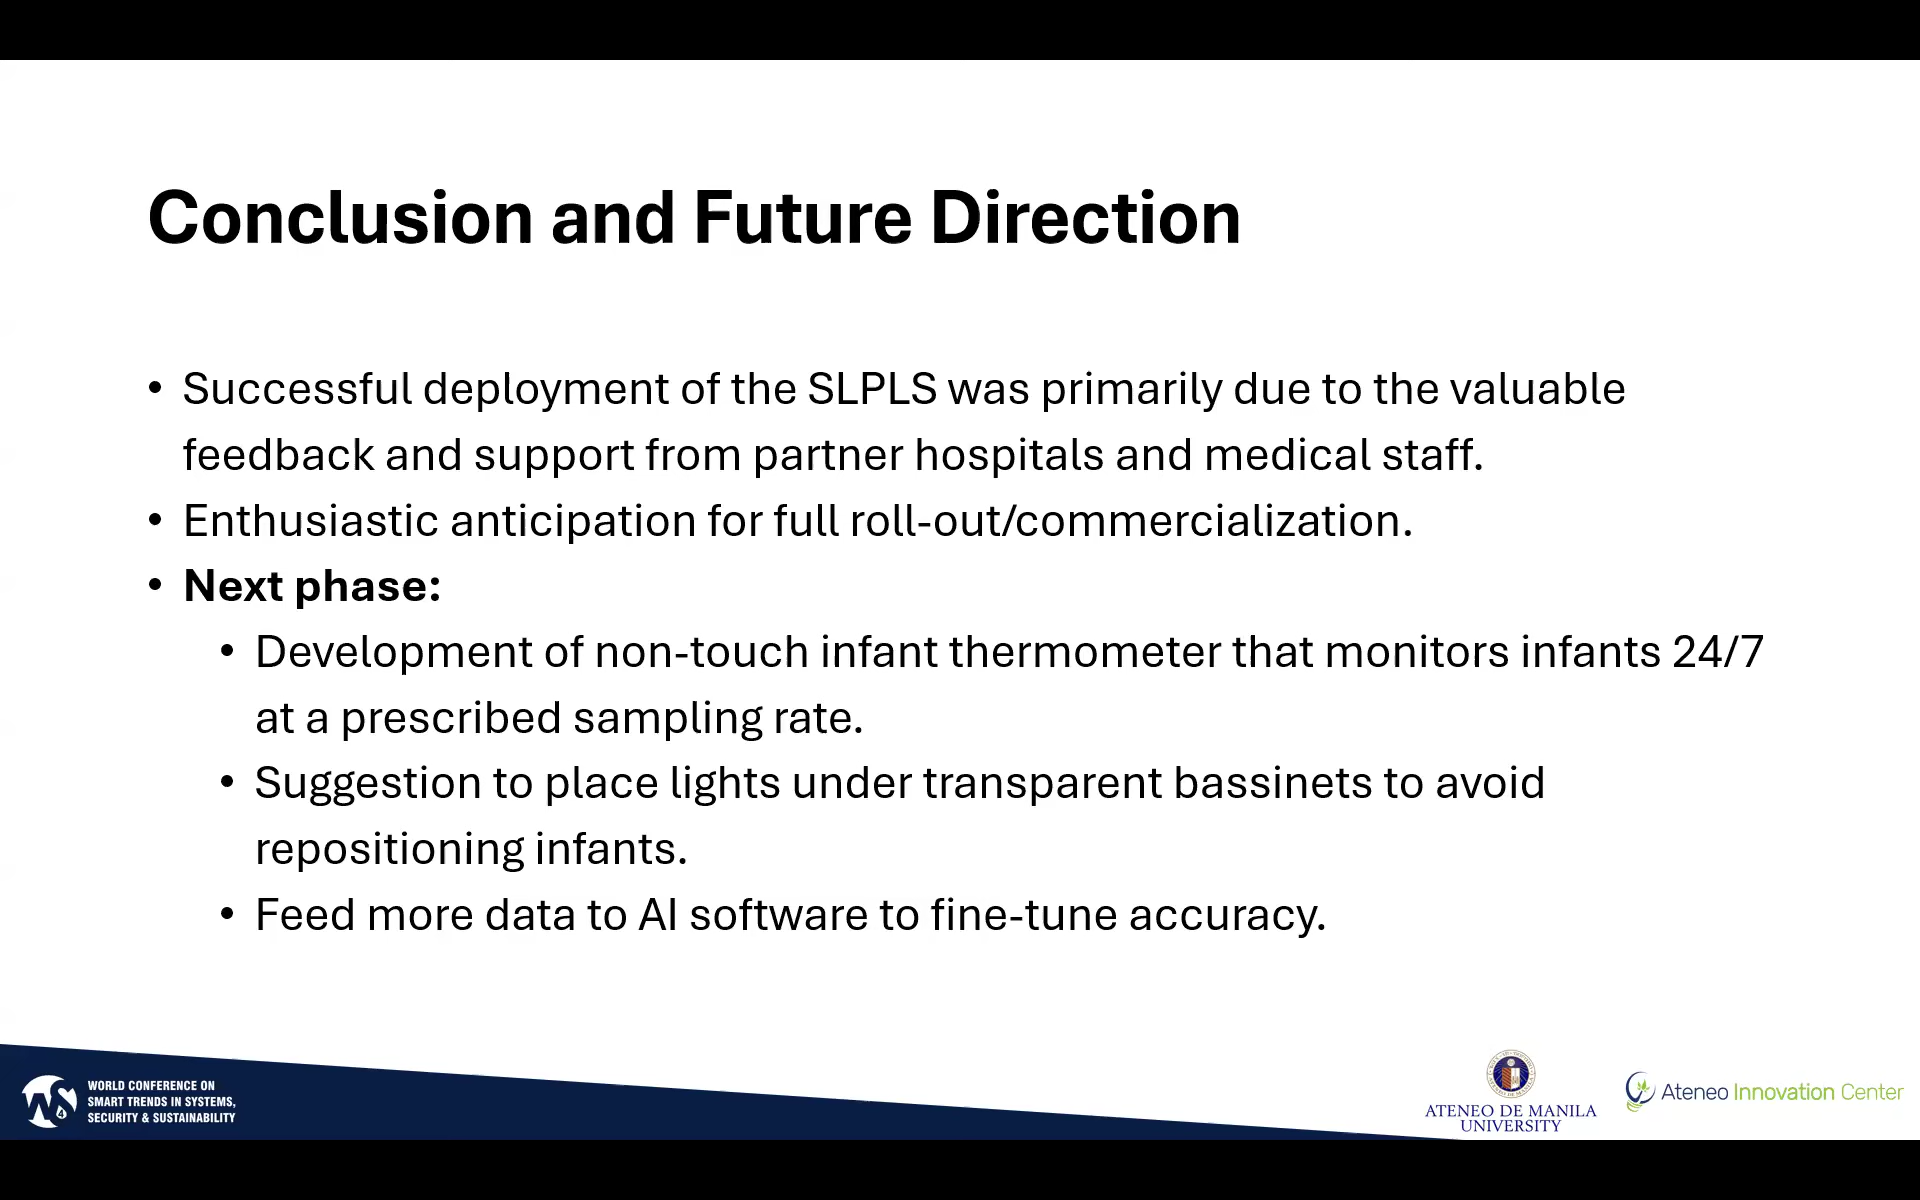 Conclusion and Future Direction
• Successful deployment of the SLPLS was primarily due to the valuable
feedback and support from partner hospitals and medical staff.
• Enthusiastic anticipation for full roll-out/commercialization.
• Next phase:
• Development of non-touch infant thermometer that monitors infants 24/7
at a prescribed sampling rate.
• Suggestion to place lights under transparent bassinets to avoid
repositioning infants.
• Feed more data to AI software to fine-tune accuracy.
WORLD CONFERENCE ON
SMART TRENDS IN SYSTEMS,
SECURITY & SUSTAINABILITY
ATENEO DE MANILA
UNIVERSITY
Ateneo Innovation Center